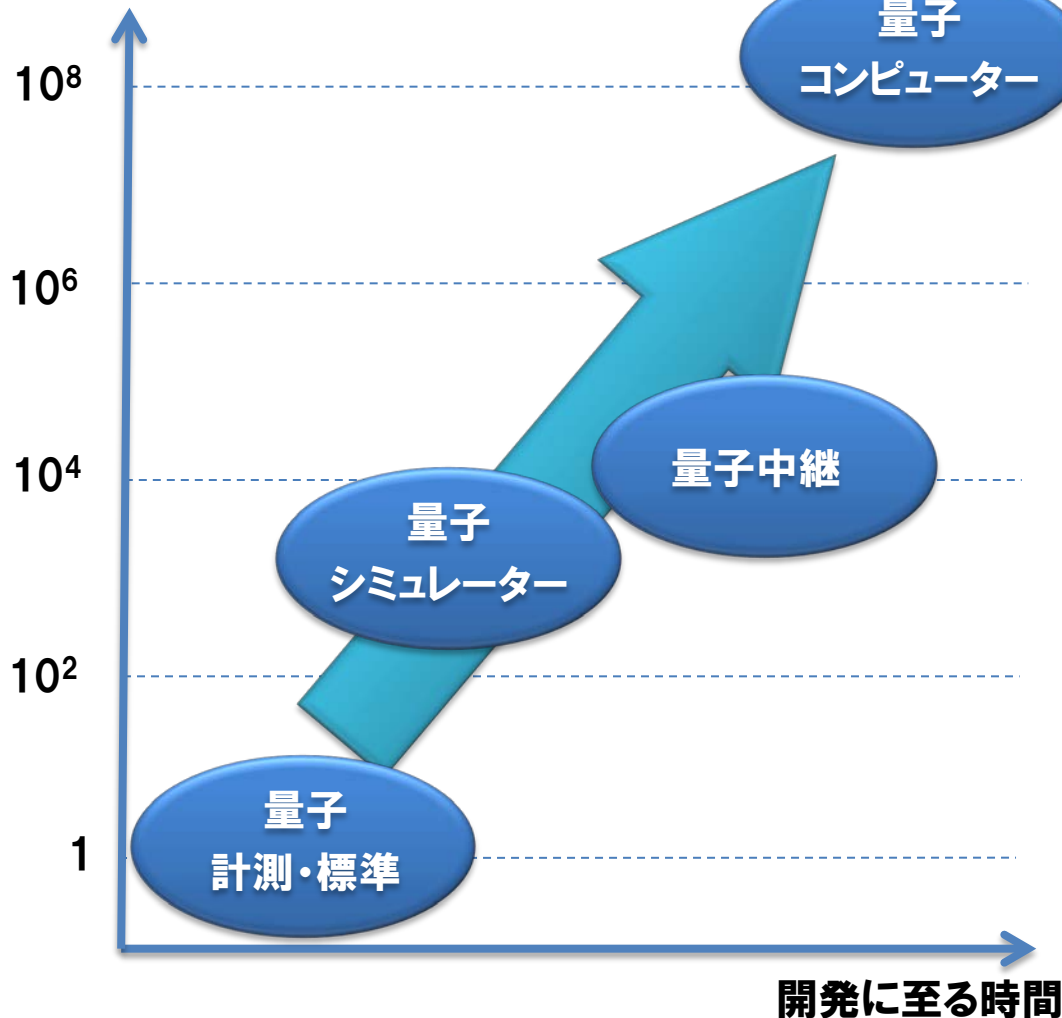 量子
コンピューター
10⁸
10⁶
量子中継
10⁴
量子
シミュレーター
10²
量子
計測・標準
1
開発に至る時間